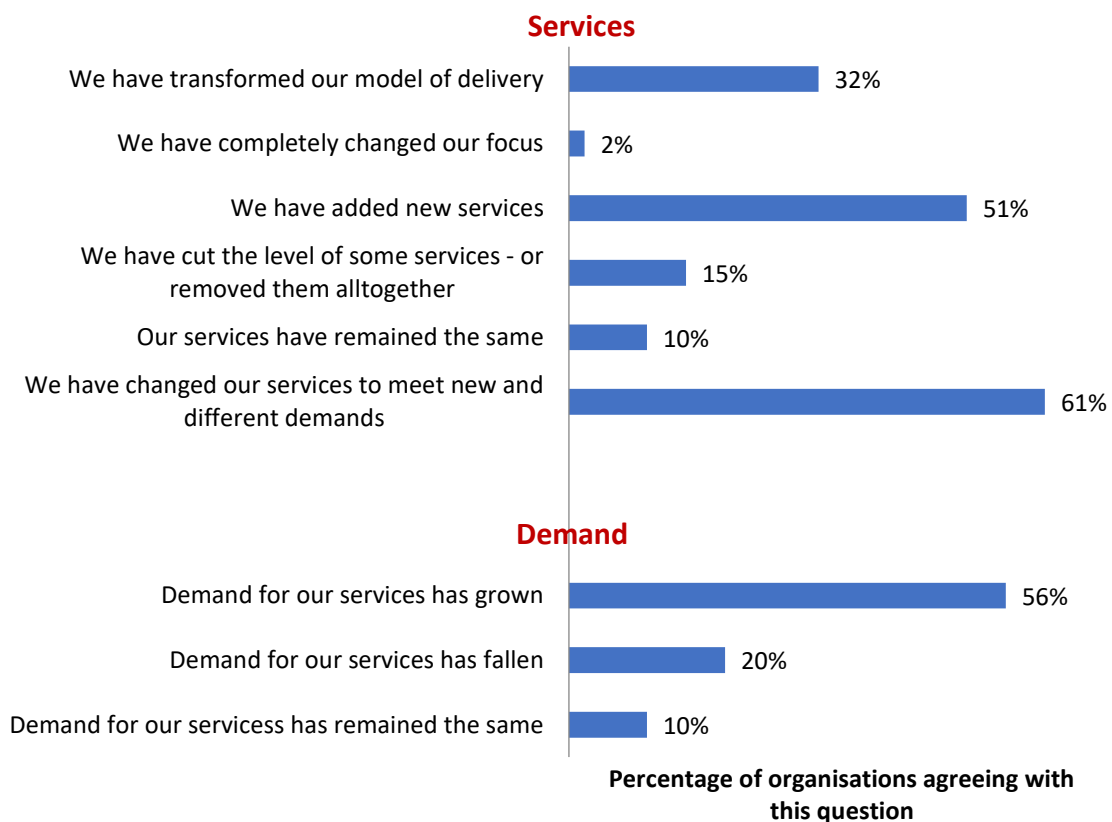 Services
We have transformed our model of delivery
32%
We have completely changed our focus
2%
We have added new services
51%
We have cut the level of some services - or
removed them alltogether
15%
Our services have remained the same
10%
We have changed our services to meet new and
different demands
61%
Demand
Demand for our services has grown
56%
Demand for our services has fallen
20%
Demand for our servicess has remained the same
10%
Percentage of organisations agreeing with
this question